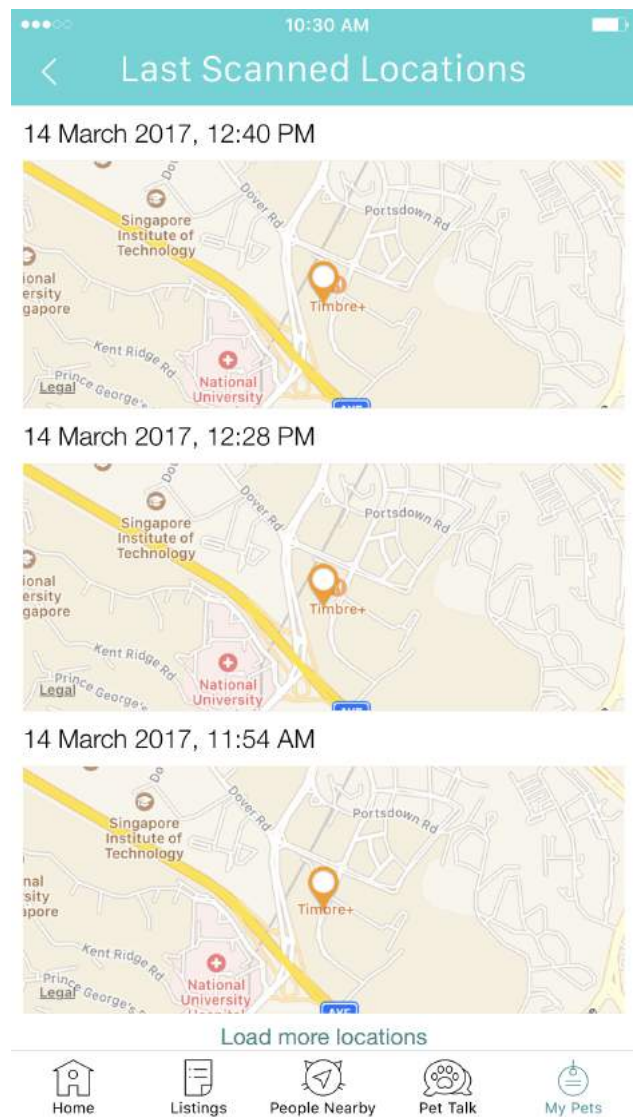 10:30 AM
Last Scanned Locations
14 March 2017, 12:40 PM
Dover Rd
Portsdown Rd
Singapore
Institute of
Technology
ional
ersity
gapore
Timbre+
Kent Ridge Rd
Prince George's
Legal
National
University
AYE
14 March 2017, 12:28 PM
Dover Rd
Portsdown Rd
Singapore
Institute of
Technology
ional
ersity
gapore
Timbre+
Kent Ridge Rd
Prince George's
Legal
National
University
AYE
14 March 2017, 11:54 AM
Dover Rd
Portsdown Rd
Singapore
Institute of
Technology
nal
sity
apore
Timbre+
Kent Ridge Rd
Prince George's
Legal
National
University
Hospital
AYE
Load more locations
Home
Listings
People Nearby
Pet Talk
My Pets